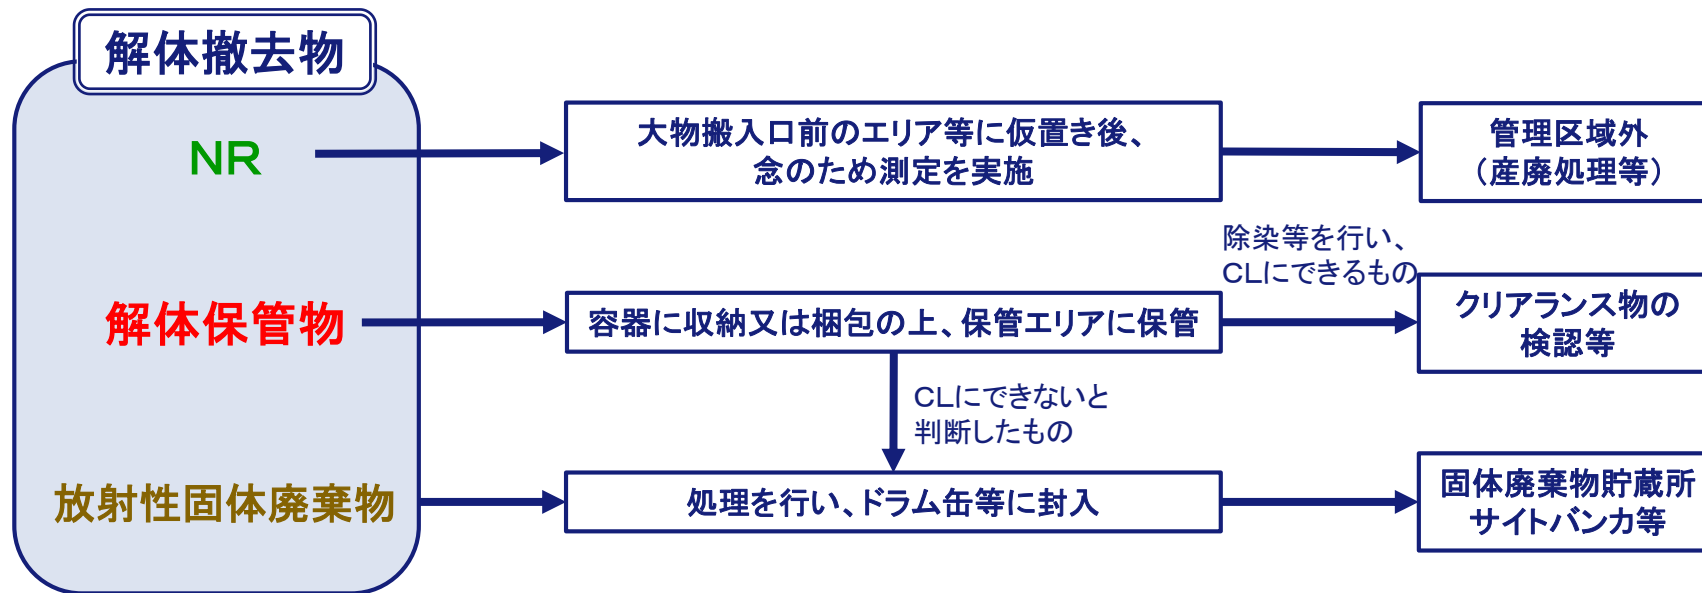 解体撤去物
NR
大物搬入口前のエリア等に仮置き後、
念のため測定を実施
管理区域外
（産廃処理等）
解体保管物
容器に収納又は梱包の上、保管エリアに保管
除染等を行い、
CLにできるもの
クリアランス物の
検認等
CLにできないと
判断したもの
放射性固体廃棄物
処理を行い、ドラム缶等に封入
固体廃棄物貯蔵所
サイトバンカ等